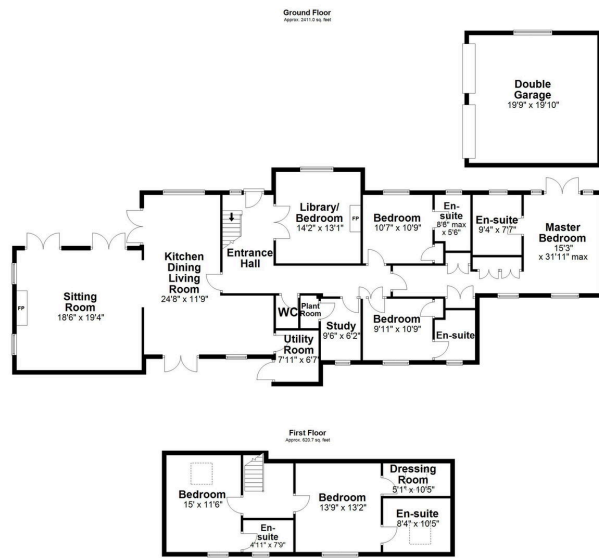 Ground Floor
Approx. 2411.0 sq. feet
Double
Garage
19'9" x 19'10"
Library/
Bedroom
14'2" x 13'1"
FP
Bedroom
10'7" x 10'9"
En-
suite
8'6" max
x 5'6"
En-suite
9'4" x 7'7"
Master
Bedroom
15'3"
x 31'11" max
Kitchen
Dining
Living
Room
24'8" x 11'9"
Entrance
Hall
Sitting
Room
18'6" x 19'4"
FP
WC
Plant
Room
Study
9'6" x 6'2"
Bedroom
9'11" x 10'9"
En-suite
Utility
Room
7'11" x 6'7"
First Floor
Approx. 620.7 sq. feet
Bedroom
15' x 11'6"
Bedroom
13'9" x 13'2"
Dressing
Room
5'1" x 10'5"
En-suite
8'4" x 10'5"
En-
suite
4'11" x 7'9"